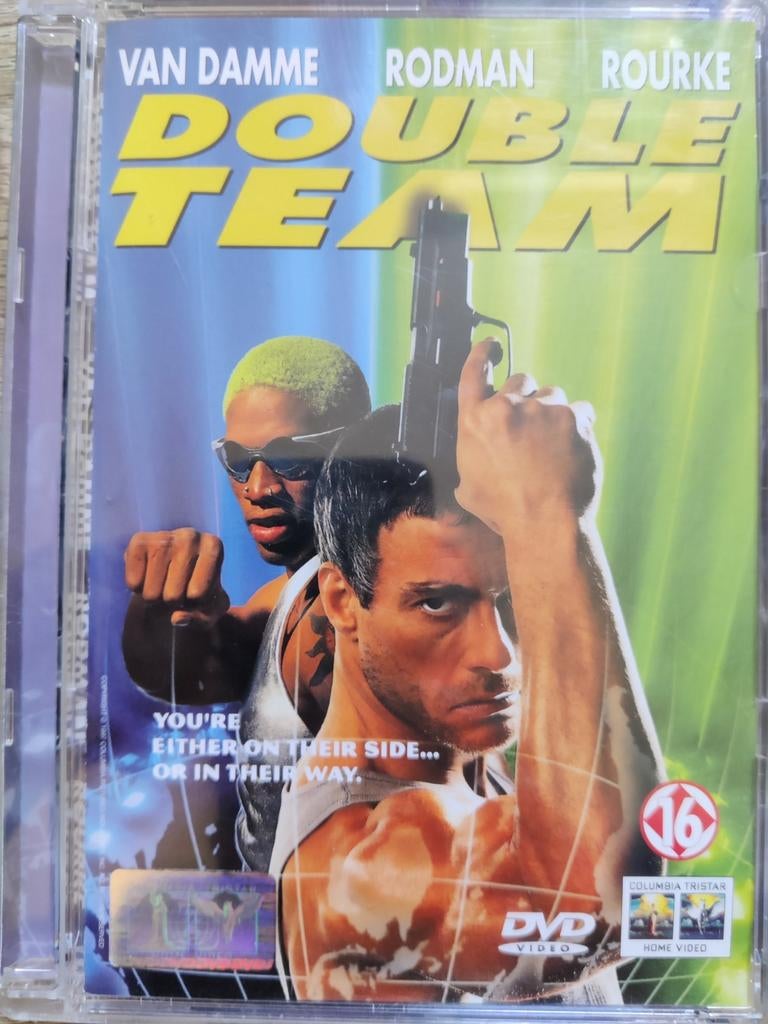 VAN DAMME RODMAN ROURKE
DOUBLE
TEAM
YOU'RE
EITHER ON THEIR SIDE...
OR IN THEIR WAY.
16
DVD
VIDEO
COLUMBIA TRISTAR
HOME VIDEO